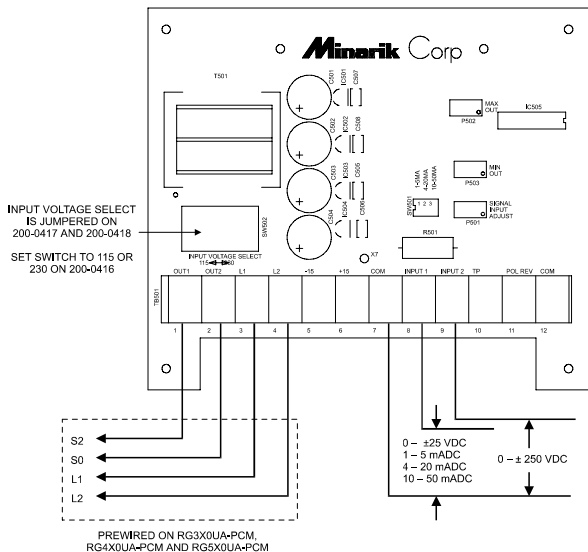 Minarik Corp
T501
C501
IC501
C507
C502
IC502
C508
C503
IC503
C505
C504
IC504
C506
MAX
OUT
P502
IC505
MIN
OUT
P503
1-5MA
4-20MA
10-50MA
SW501
1 2 3
SIGNAL
INPUT
ADJUST
P501
R501
X7
INPUT VOLTAGE SELECT
IS JUMPERED ON
200-0417 AND 200-0418
SET SWITCH TO 115 OR
230 ON 200-0416
SW502
INPUT VOLTAGE SELECT
115
TB501
OUT1 OUT2 L1 L2 -15 +15 COM INPUT 1 INPUT 2 TP POL REV COM
1 2 3 4 5 6 7 8 9 10 11 12
S2
S0
L1
L2
0 – ±25 VDC
1 – 5 mADC
4 – 20 mADC
10 – 50 mADC
0 – ± 250 VDC
PREWIRED ON RG3X0UA-PCM,
RG4X0UA-PCM AND RG5X0UA-PCM